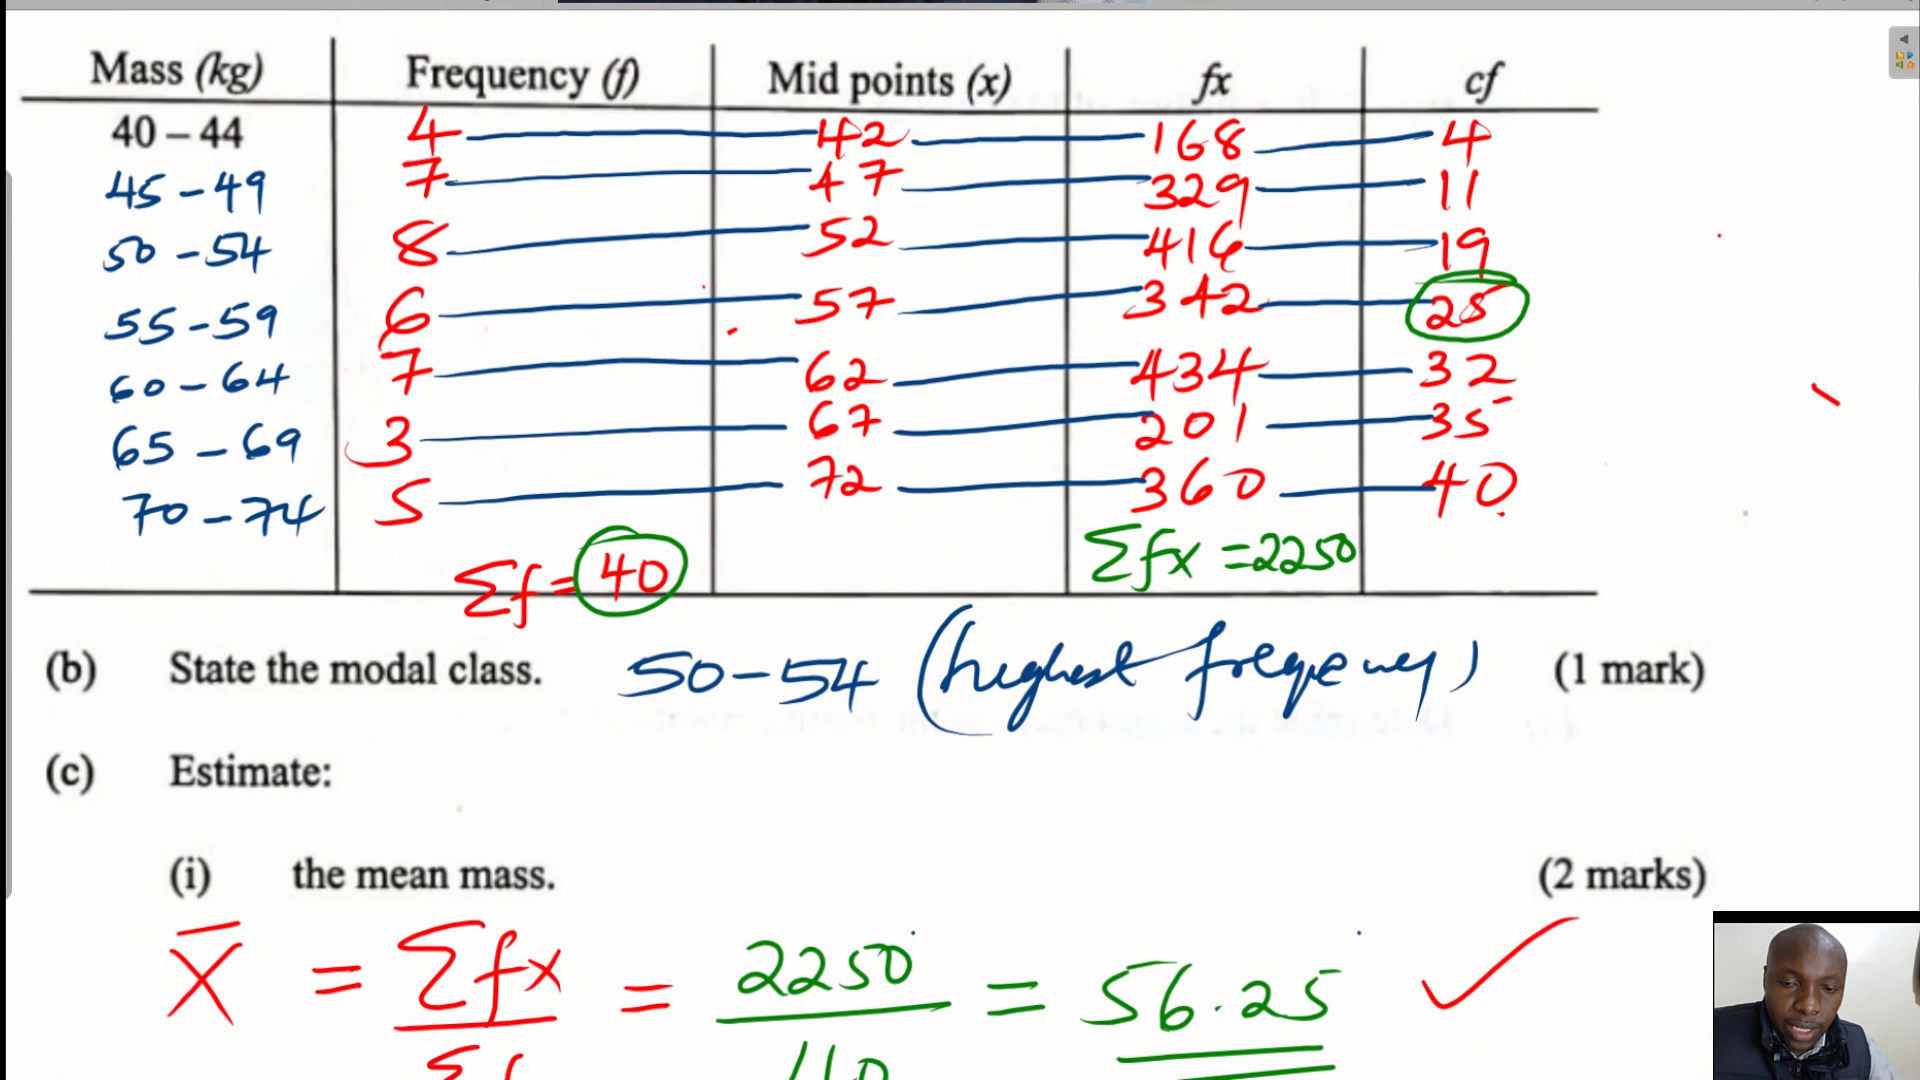 Mass (kg) Frequency (f) Mid points (x) fx cf
40 – 44 4 42 168 4
45 – 49 7 47 329 11
50 – 54 8 52 416 19
55 – 59 6 57 342 25
60 – 64 7 62 434 32
65 – 69 3 67 201 35
70 – 74 5 72 360 40
Σf = 40 Σfx = 2250
(b) State the modal class. 50 – 54 (highest frequency) (1 mark)
(c) Estimate:
(i) the mean mass. (2 marks)
X̄ = Σfx = 2250 = 56.25
Σf 40